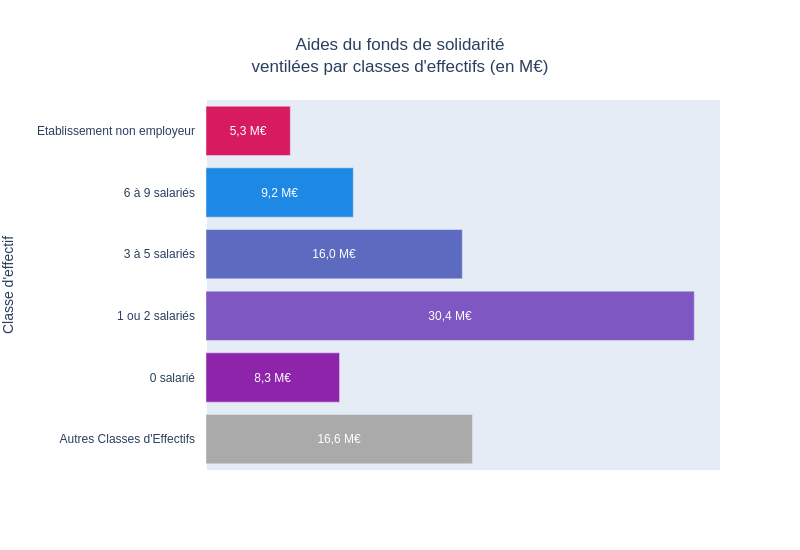 Aides du fonds de solidarité
ventilées par classes d'effectifs (en M€)
Classe d'effectif
Etablissement non employeur
5,3 M€
6 à 9 salariés
9,2 M€
3 à 5 salariés
16,0 M€
1 ou 2 salariés
30,4 M€
0 salarié
8,3 M€
Autres Classes d'Effectifs
16,6 M€